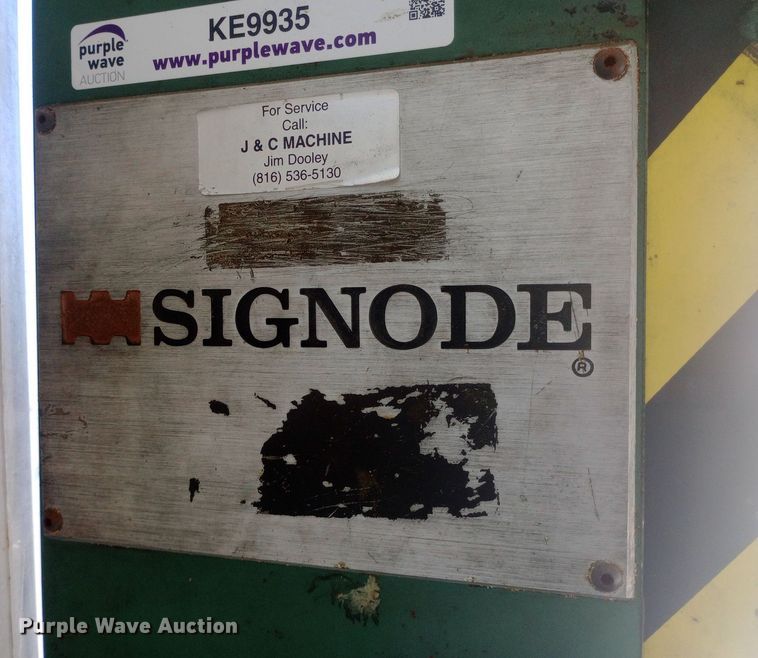 purple
wave
AUCTION
KE9935
www.purplewave.com
For Service
Call:
J & C MACHINE
Jim Dooley
(816) 536-5130
SIGNODE
®
Purple Wave Auction